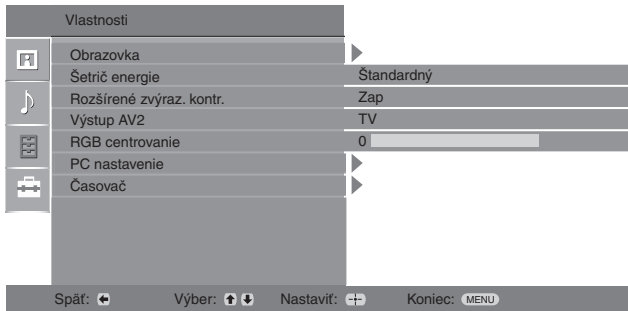 Vlastnosti
Obrazovka
Šetrič energie Štandardný
Rozšírené zvýraz. kontr. Zap
Výstup AV2 TV
RGB centrovanie 0
PC nastavenie
Časovač
Späť: Výber: Nastaviť: Koniec: MENU